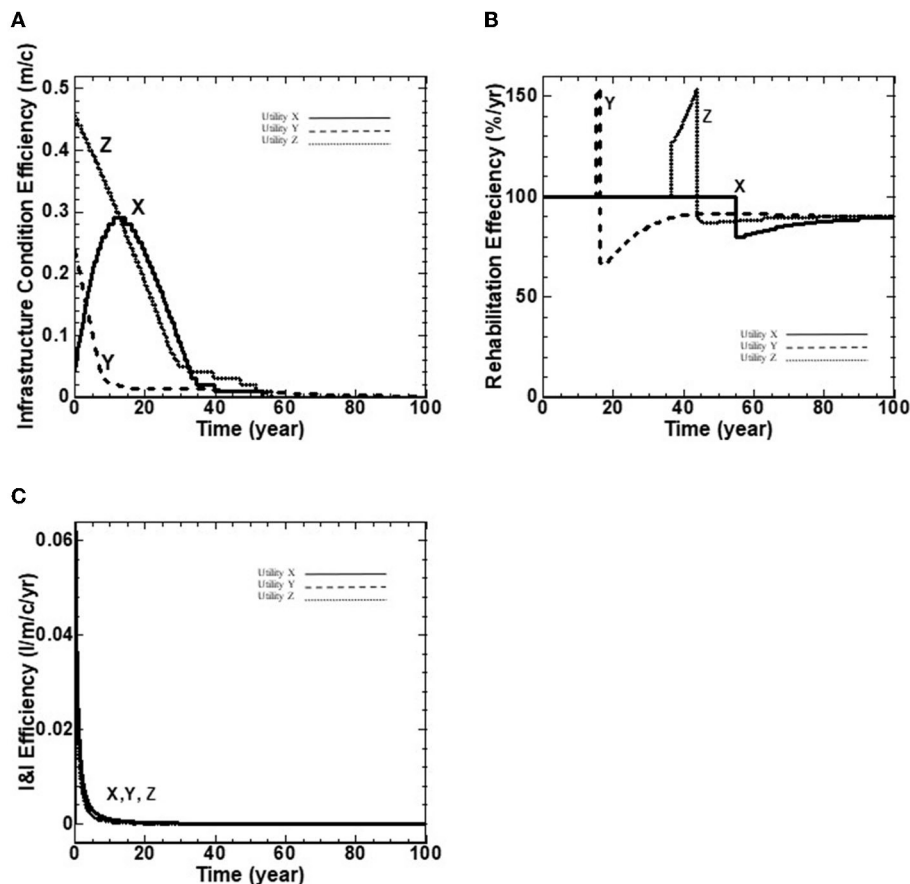 A
Infrastructure Condition Efficiency (m/c)
0.5
0.4
0.3
0.2
0.1
0
0 20 40 60 80 100
Time (year)
Utility X
Utility Y
Utility Z
Z
X
Y
B
Rehabilitation Effeciency (%/yr)
150
100
50
0
0 20 40 60 80 100
Time (year)
Y
Z
X
Utility X
Utility Y
Utility Z
C
I&I Efficiency (l/m/c/yr)
0.06
0.04
0.02
0
0 20 40 60 80 100
Time (year)
Utility X
Utility Y
Utility Z
X,Y, Z